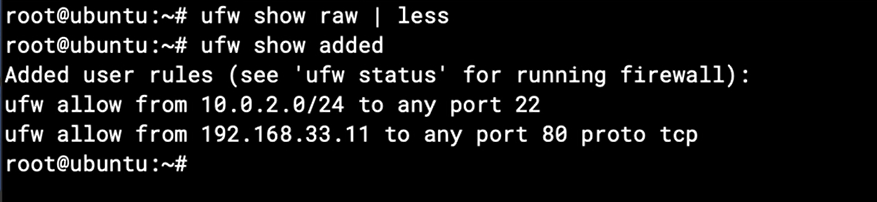 root@ubuntu:~# ufw show raw | less
root@ubuntu:~# ufw show added
Added user rules (see 'ufw status' for running firewall):
ufw allow from 10.0.2.0/24 to any port 22
ufw allow from 192.168.33.11 to any port 80 proto tcp
root@ubuntu:~#